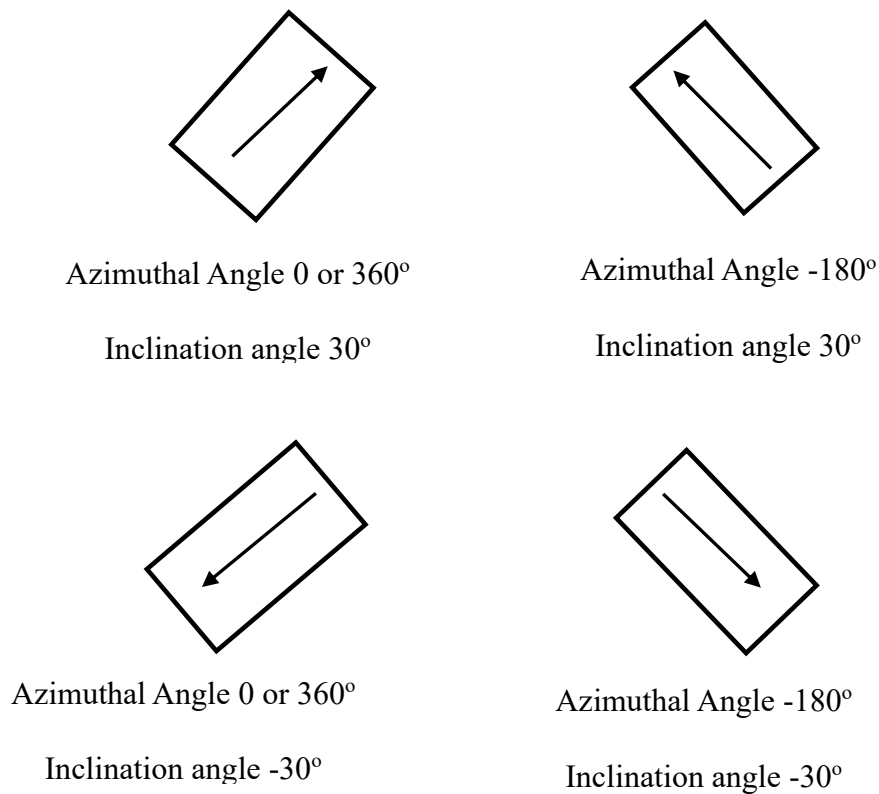 Azimuthal Angle 0 or 360º
Azimuthal Angle -180º
Inclination angle 30º
Inclination angle 30º
Azimuthal Angle 0 or 360º
Azimuthal Angle -180º
Inclination angle -30º
Inclination angle -30º